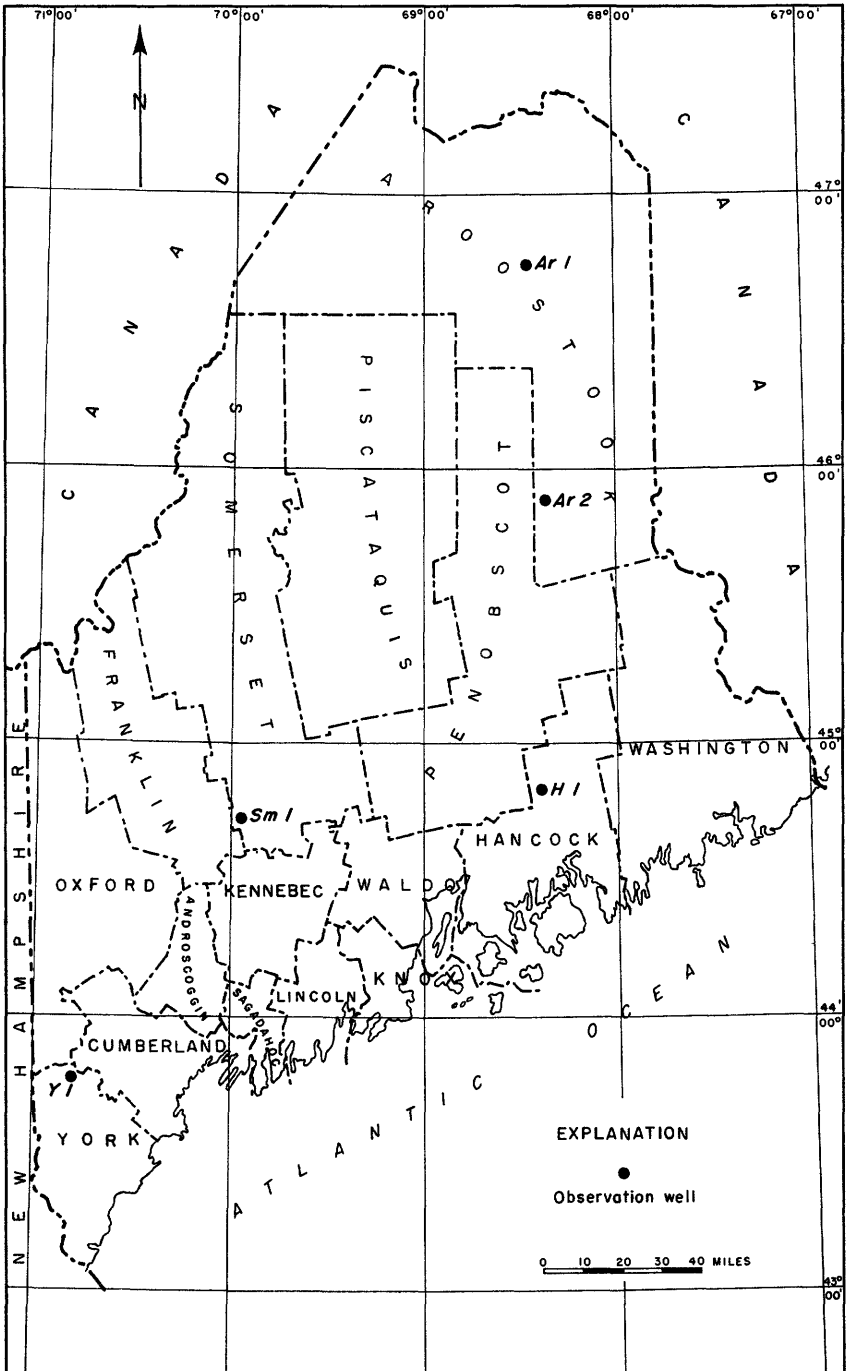 71°00'
70°00'
69°00'
68°00'
67°00'
N
CANADA
CANADA
47°
00'
AROOSTOOK
Ar 1
PISCATAQUIS
SOMERSET
PENOBSCOT
46°
00'
Ar 2
FRANKLIN
45°
00'
WASHINGTON
H 1
Sm 1
HANCOCK
OXFORD
KENNEBEC
WALDO
ANDROSCOGGIN
KNOX
LINCOLN
SAGADAHOC
44°
00'
CUMBERLAND
Y 1
YORK
NEW HAMPSHIRE
ATLANTIC OCEAN
EXPLANATION
Observation well
0 10 20 30 40 MILES
43°
00'